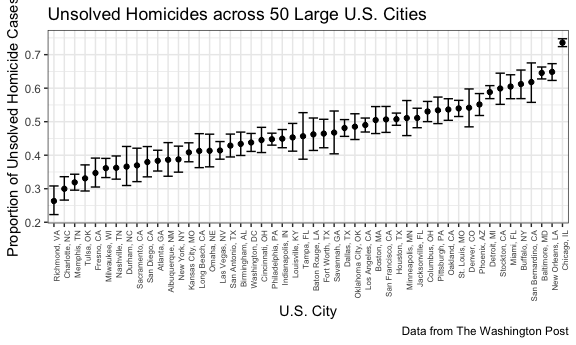 Unsolved Homicides across 50 Large U.S. Cities
Proportion of Unsolved Homicide Cases
0.7
0.6
0.5
0.4
0.3
0.2
Richmond, VA
Charlotte, NC
Memphis, TN
Tulsa, OK
Fresno, CA
Milwaukee, WI
Nashville, TN
Durham, NC
Sacramento, CA
San Diego, CA
Atlanta, GA
Albuquerque, NM
New York, NY
Kansas City, MO
Long Beach, CA
Omaha, NE
Las Vegas, NV
San Antonio, TX
Birmingham, AL
Washington, DC
Cincinnati, OH
Philadelphia, PA
Indianapolis, IN
Louisville, KY
Tampa, FL
Baton Rouge, LA
Fort Worth, TX
Savannah, GA
Dallas, TX
Oklahoma City, OK
Los Angeles, CA
Boston, MA
San Francisco, CA
Houston, TX
Minneapolis, MN
Jacksonville, FL
Columbus, OH
Pittsburgh, PA
Oakland, CA
St. Louis, MO
Denver, CO
Phoenix, AZ
Detroit, MI
Stockton, CA
Miami, FL
Buffalo, NY
San Bernardino, CA
Baltimore, MD
New Orleans, LA
Chicago, IL
U.S. City
Data from The Washington Post